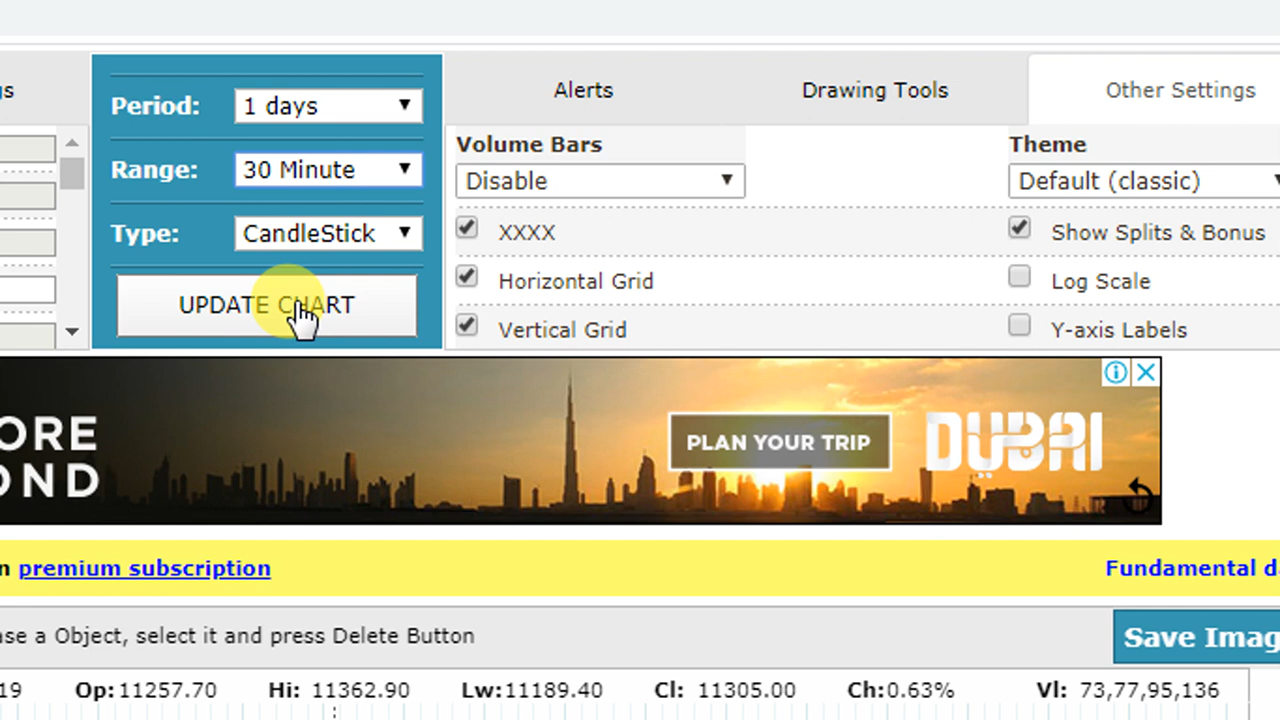 Alerts Drawing Tools Other Settings
Period: 1 days
Range: 30 Minute
Type: CandleStick
UPDATE CHART
Volume Bars
Disable
Theme
Default (classic)
XXXX
Show Splits & Bonus
Horizontal Grid
Log Scale
Vertical Grid
Y-axis Labels
ORE
OND
PLAN YOUR TRIP
DUBAI
n premium subscription
Fundamental d
ase a Object, select it and press Delete Button
Save Imag
19 Op:11257.70 Hi: 11362.90 Lw:11189.40 Cl: 11305.00 Ch:0.63% Vl: 73,77,95,136